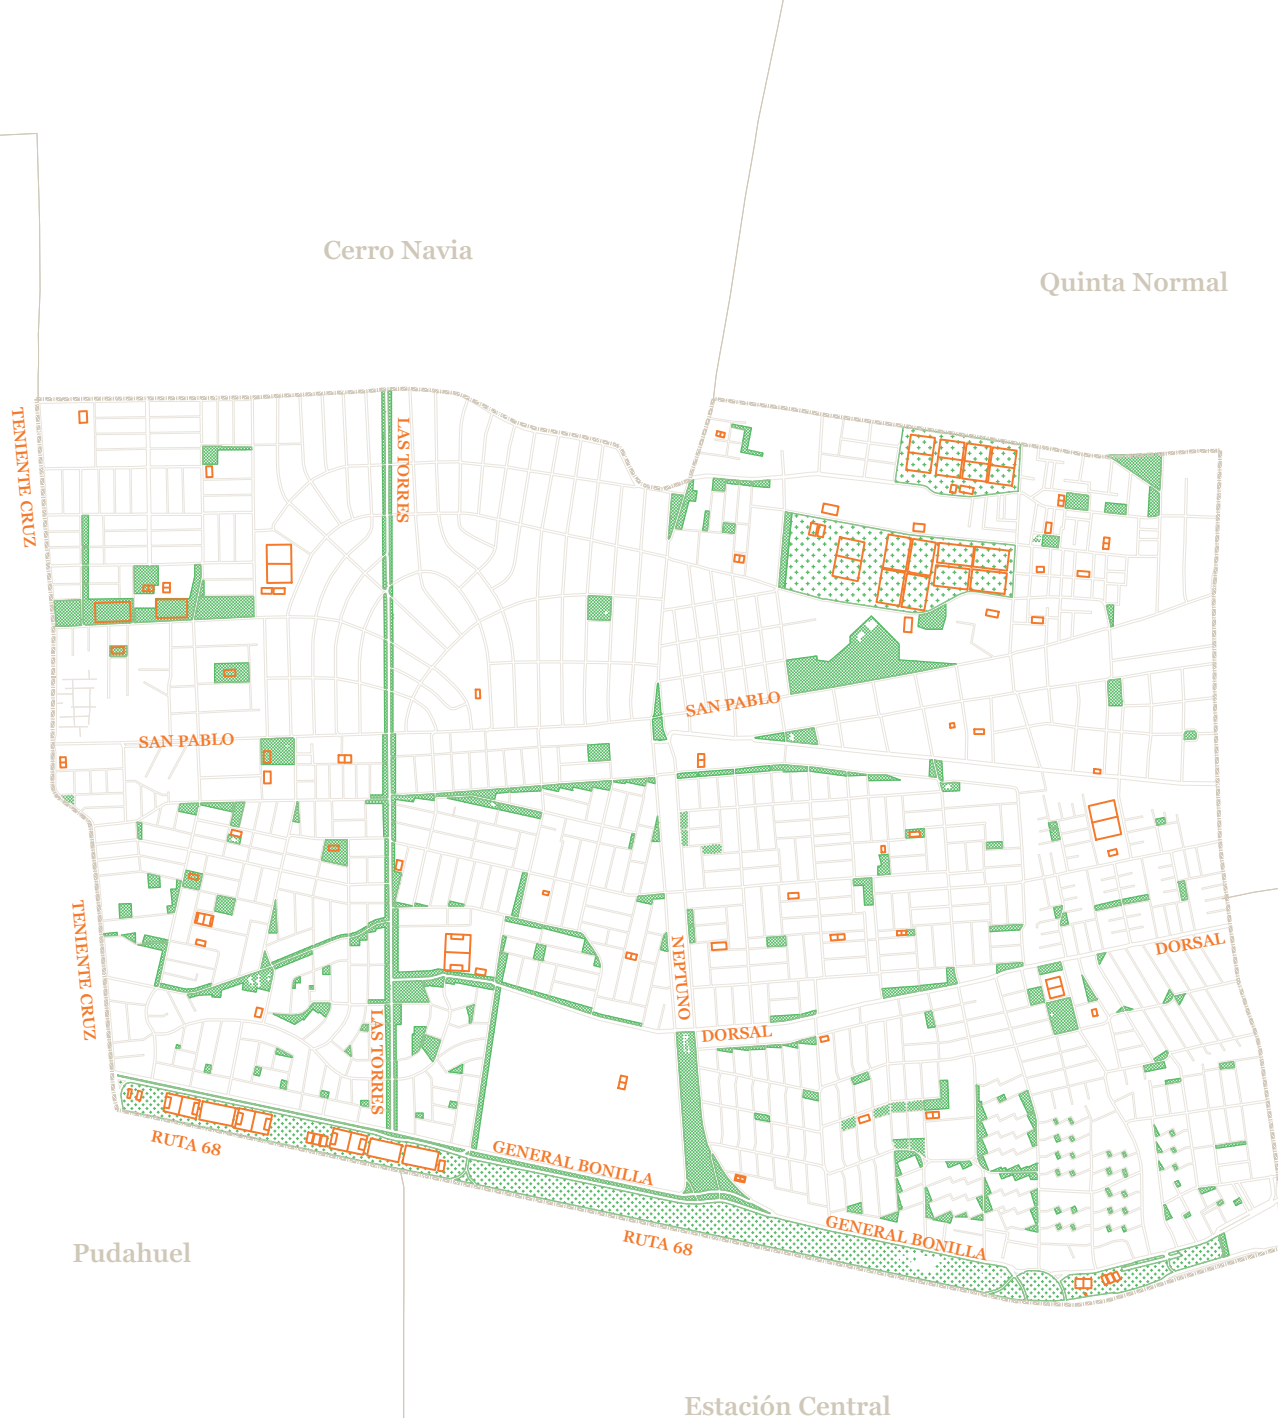 Cerro Navia
Quinta Normal
TENIENTE CRUZ
LAS TORRES
SAN PABLO
SAN PABLO
TENIENTE CRUZ
NEPTUNO
DORSAL
LAS TORRES
DORSAL
RUTA 68
GENERAL BONILLA
GENERAL BONILLA
RUTA 68
Pudahuel
Estación Central